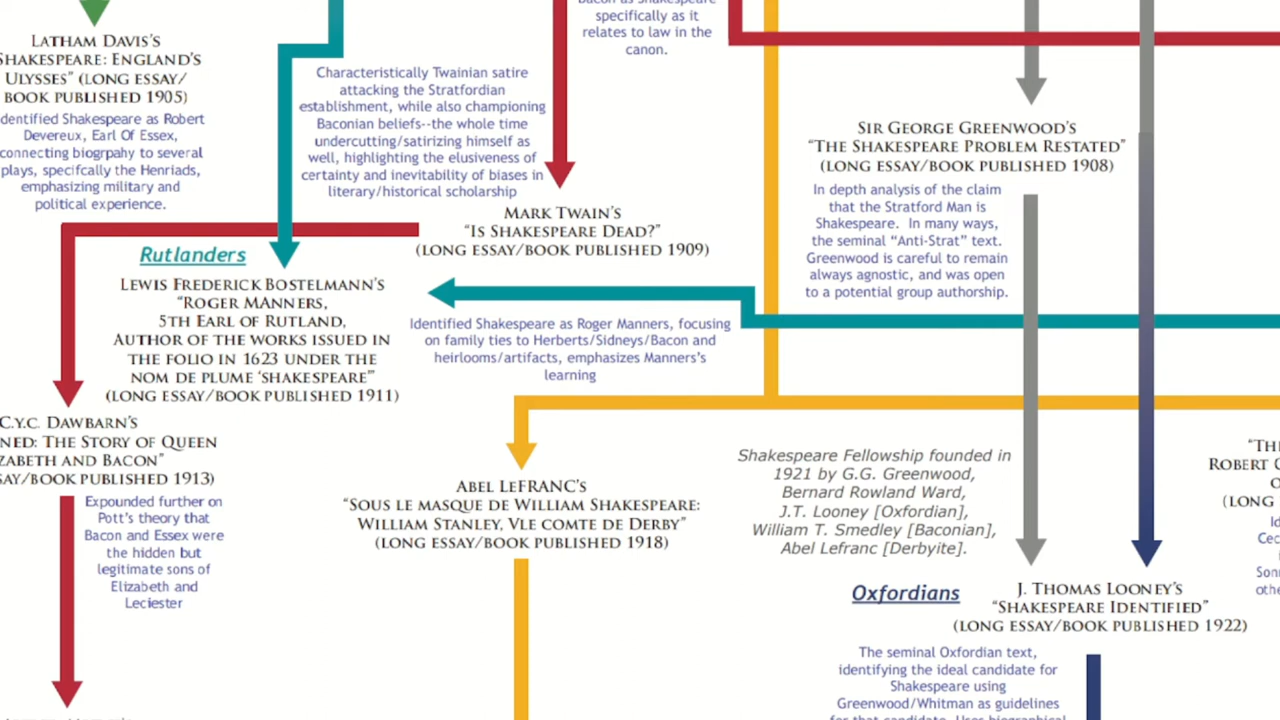 LATHAM DAVIS'S
SHAKESPEARE: ENGLAND'S
ULYSSES" (LONG ESSAY/
BOOK PUBLISHED 1905)
dentified Shakespeare as Robert
Devereux, Earl Of Essex,
connecting biogrpahy to several
plays, specifcally the Henriads,
emphasizing military and
political experience.
Characteristically Twainian satire
attacking the Stratfordian
establishment, while also championing
Baconian beliefs--the whole time
undercutting/satirizing himself as
well, highlighting the elusiveness of
certainty and inevitability of biases in
literary/historical scholarship
Bacon as Shakespeare
specifically as it
relates to law in the
canon.
SIR GEORGE GREENWOOD'S
"THE SHAKESPEARE PROBLEM RESTATED"
(LONG ESSAY/BOOK PUBLISHED 1908)
In depth analysis of the claim
that the Stratford Man is
Shakespeare. In many ways,
the seminal "Anti-Strat" text.
Greenwood is careful to remain
always agnostic, and was open
to a potential group authorship.
MARK TWAIN'S
"IS SHAKESPEARE DEAD?"
(LONG ESSAY/BOOK PUBLISHED 1909)
Rutlanders
LEWIS FREDERICK BOSTELMANN'S
"ROGER MANNERS,
5TH EARL OF RUTLAND,
AUTHOR OF THE WORKS ISSUED IN
THE FOLIO IN 1623 UNDER THE
NOM DE PLUME 'SHAKESPEARE'"
(LONG ESSAY/BOOK PUBLISHED 1911)
Identified Shakespeare as Roger Manners, focusing
on family ties to Herberts/Sidneys/Bacon and
heirlooms/artifacts, emphasizes Manners's
learning
C.Y.C. DAWBARN'S
NED: THE STORY OF QUEEN
ZABETH AND BACON"
SAY/BOOK PUBLISHED 1913)
Expounded further on
Pott's theory that
Bacon and Essex were
the hidden but
legitimate sons of
Elizabeth and
Leciester
ABEL LEFRANC'S
"SOUS LE MASQUE DE WILLIAM SHAKESPEARE:
WILLIAM STANLEY, VLE COMTE DE DERBY"
(LONG ESSAY/BOOK PUBLISHED 1918)
Shakespeare Fellowship founded in
1921 by G.G. Greenwood,
Bernard Rowland Ward,
J.T. Looney [Oxfordian],
William T. Smedley [Baconian],
Abel Lefranc [Derbyite].
Oxfordians
J. THOMAS LOONEY'S
"SHAKESPEARE IDENTIFIED"
(LONG ESSAY/BOOK PUBLISHED 1922)
The seminal Oxfordian text,
identifying the ideal candidate for
Shakespeare using
Greenwood/Whitman as guidelines
for that candidate. Uses biographical
"TH
ROBERT C
O
(LONG
Id
Cec
Son
othe